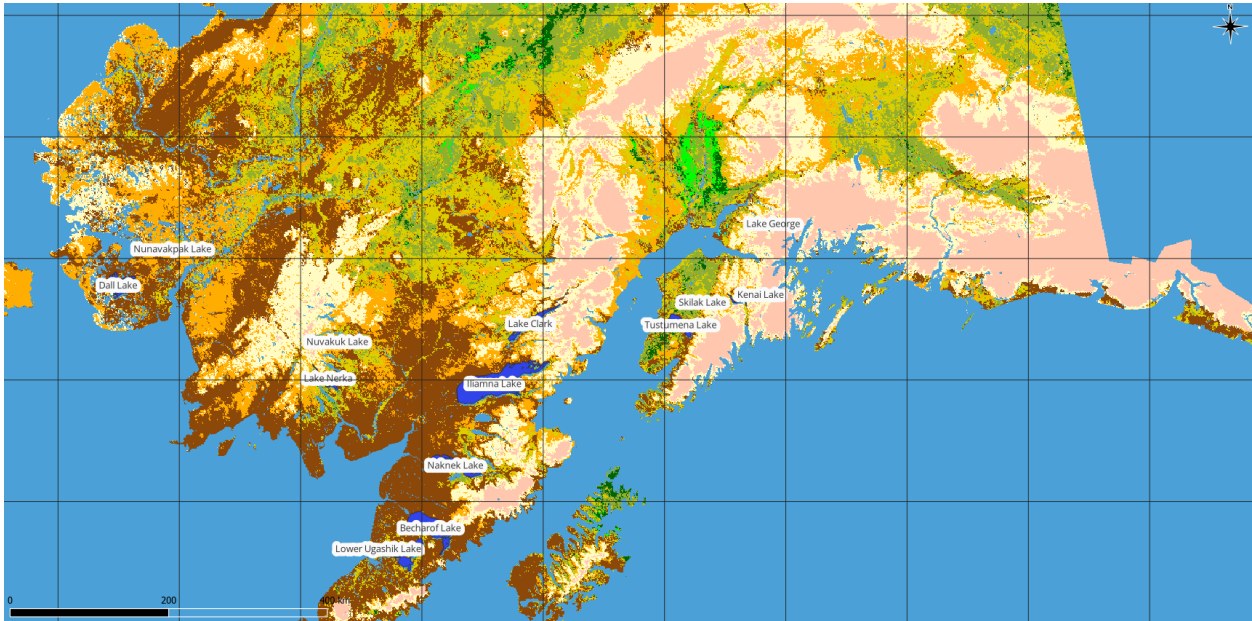 N
Lake George
Nunavakpak Lake
Dall Lake
Kenai Lake
Skilak Lake
Lake Clark
Tustumena Lake
Nuvakuk Lake
Lake Nerka
Iliamna Lake
Naknek Lake
Becharof Lake
Lower Ugashik Lake
0 200 400 km